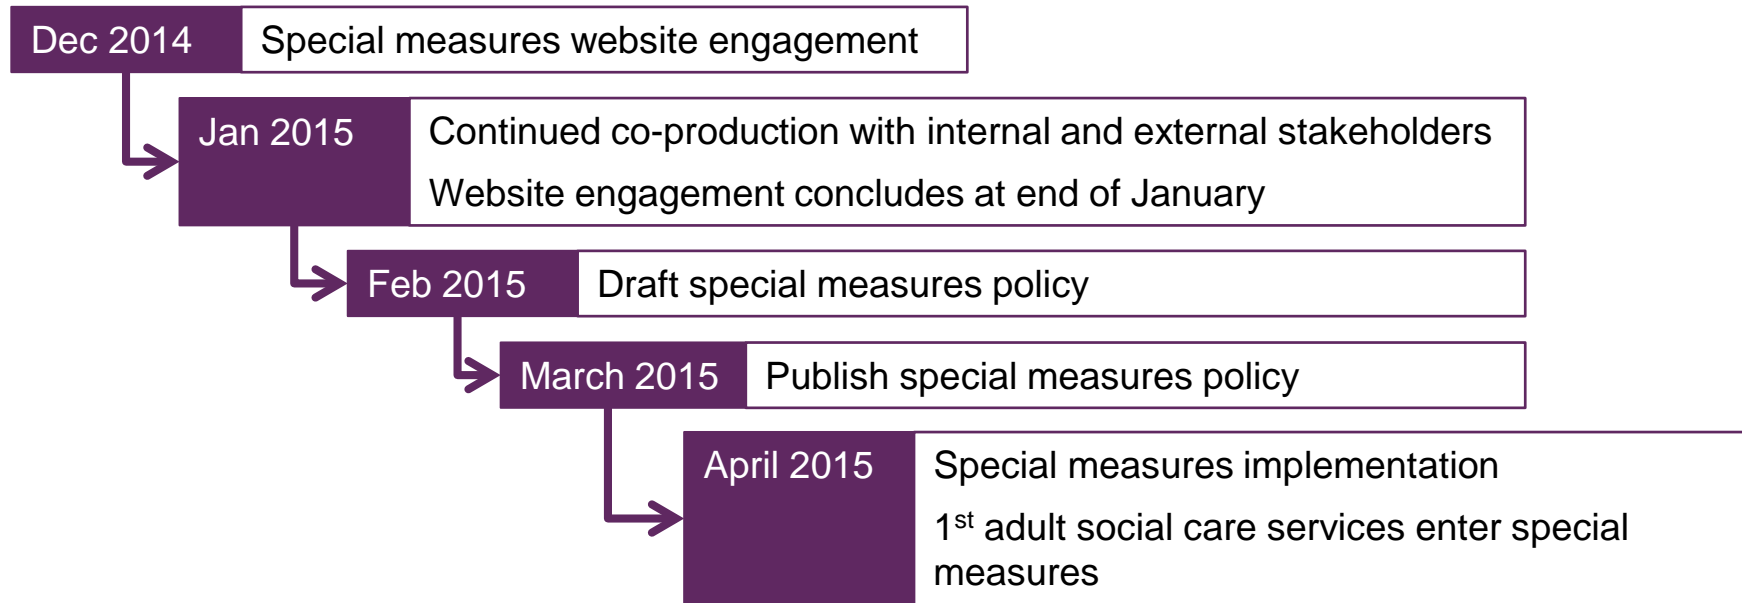 Dec 2014
Special measures website engagement
Jan 2015
Continued co-production with internal and external stakeholders
Website engagement concludes at end of January
Feb 2015
Draft special measures policy
March 2015
Publish special measures policy
April 2015
Special measures implementation
1st adult social care services enter special
measures